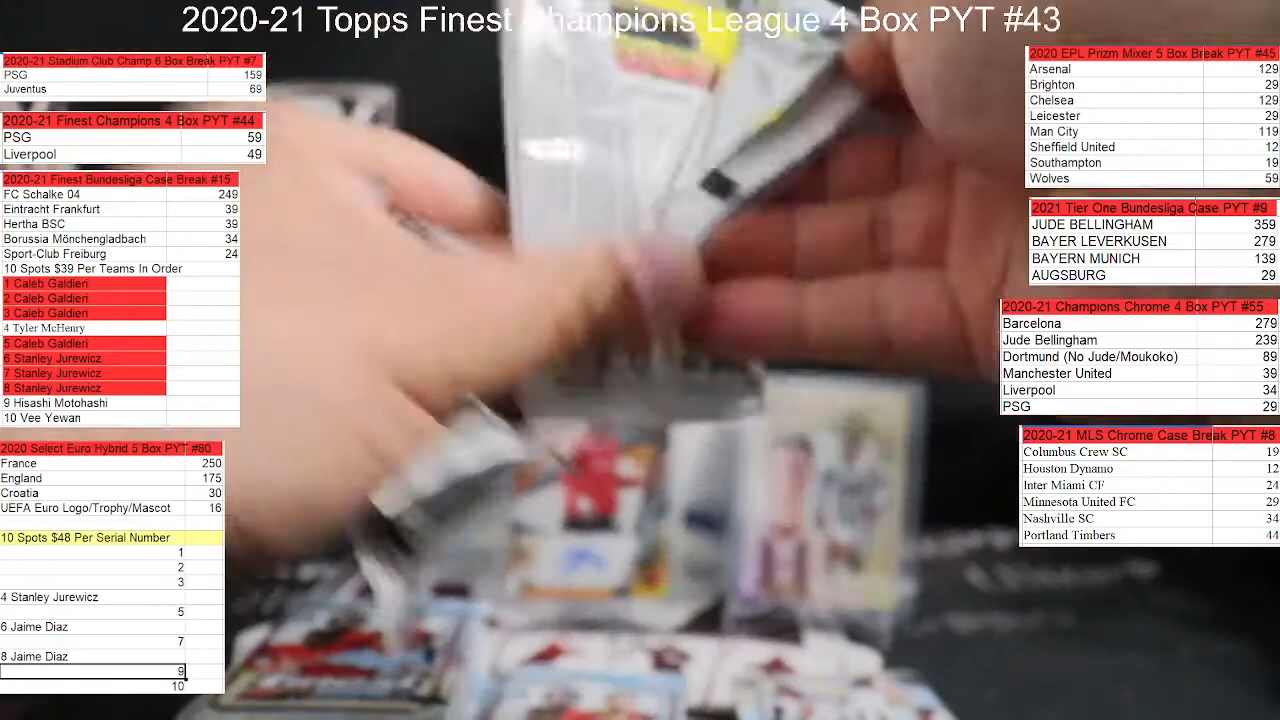 2020-21 Topps Finest Champions League 4 Box PYT #43
2020-21 Stadium Club Champ 6 Box Break PYT #7
PSG 159
Juventus 69
2020-21 Finest Champions 4 Box PYT #44
PSG 59
Liverpool 49
2020-21 Finest Bundesliga Case Break #15
FC Schalke 04 249
Eintracht Frankfurt 39
Hertha BSC 39
Borussia Mönchengladbach 34
Sport-Club Freiburg 24
10 Spots $39 Per Teams In Order
1 Caleb Galdieri
2 Caleb Galdieri
3 Caleb Galdieri
4 Tyler McHenry
5 Caleb Galdieri
6 Stanley Jurewicz
7 Stanley Jurewicz
8 Stanley Jurewicz
9 Hisashi Motohashi
10 Vee Yewan
2020 Select Euro Hybrid 5 Box PYT #80
France 250
England 175
Croatia 30
UEFA Euro Logo/Trophy/Mascot 16
10 Spots $48 Per Serial Number
1
2
3
4 Stanley Jurewicz
5
6 Jaime Diaz
7
8 Jaime Diaz
9
10
2020 EPL Prizm Mixer 5 Box Break PYT #45
Arsenal 129
Brighton 29
Chelsea 129
Leicester 29
Man City 119
Sheffield United 12
Southampton 19
Wolves 59
2021 Tier One Bundesliga Case PYT #9
JUDE BELLINGHAM 359
BAYER LEVERKUSEN 279
BAYERN MUNICH 139
AUGSBURG 29
2020-21 Champions Chrome 4 Box PYT #55
Barcelona 279
Jude Bellingham 239
Dortmund (No Jude/Moukoko) 89
Manchester United 39
Liverpool 34
PSG 29
2020-21 MLS Chrome Case Break PYT #8
Columbus Crew SC 19
Houston Dynamo 12
Inter Miami CF 24
Minnesota United FC 29
Nashville SC 34
Portland Timbers 44